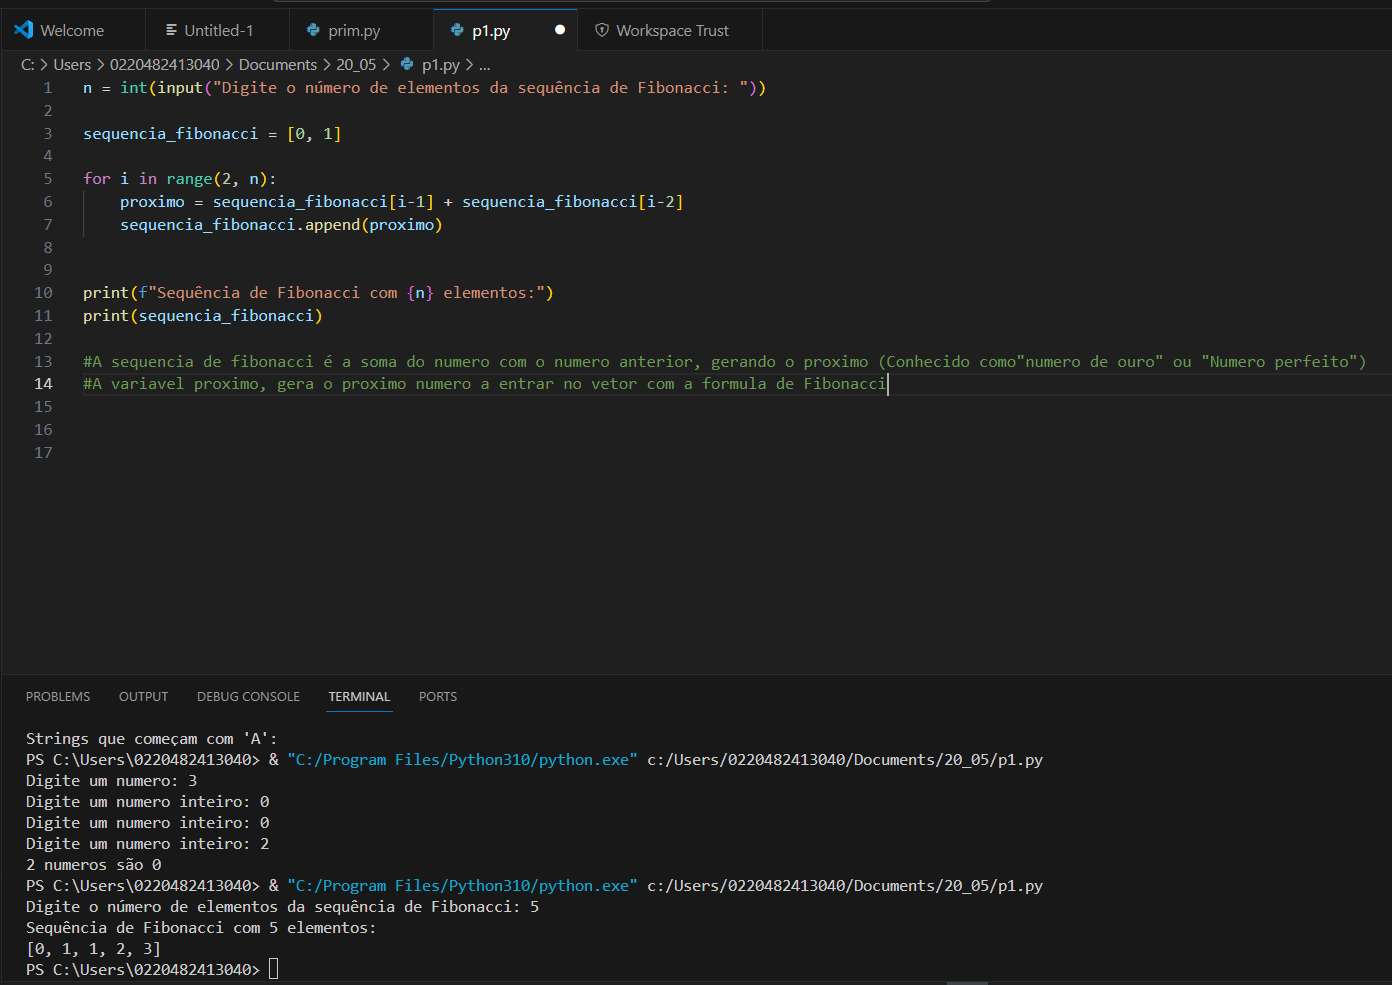 Welcome Untitled-1 prim.py p1.py Workspace Trust
C: > Users > 0220482413040 > Documents > 20_05 > p1.py > ...
1 n = int(input("Digite o número de elementos da sequência de Fibonacci: "))
2
3 sequencia_fibonacci = [0, 1]
4
5 for i in range(2, n):
6 proximo = sequencia_fibonacci[i-1] + sequencia_fibonacci[i-2]
7 sequencia_fibonacci.append(proximo)
8
9
10 print(f"Sequência de Fibonacci com {n} elementos:")
11 print(sequencia_fibonacci)
12
13 #A sequencia de fibonacci é a soma do numero com o numero anterior, gerando o proximo (Conhecido como"numero de ouro" ou "Numero perfeito")
14 #A variavel proximo, gera o proximo numero a entrar no vetor com a formula de Fibonacci
15
16
17
PROBLEMS OUTPUT DEBUG CONSOLE TERMINAL PORTS
Strings que começam com 'A':
PS C:\Users\0220482413040> & "C:/Program Files/Python310/python.exe" c:/Users/0220482413040/Documents/20_05/p1.py
Digite um numero: 3
Digite um numero inteiro: 0
Digite um numero inteiro: 0
Digite um numero inteiro: 2
2 numeros são 0
PS C:\Users\0220482413040> & "C:/Program Files/Python310/python.exe" c:/Users/0220482413040/Documents/20_05/p1.py
Digite o número de elementos da sequência de Fibonacci: 5
Sequência de Fibonacci com 5 elementos:
[0, 1, 1, 2, 3]
PS C:\Users\0220482413040>